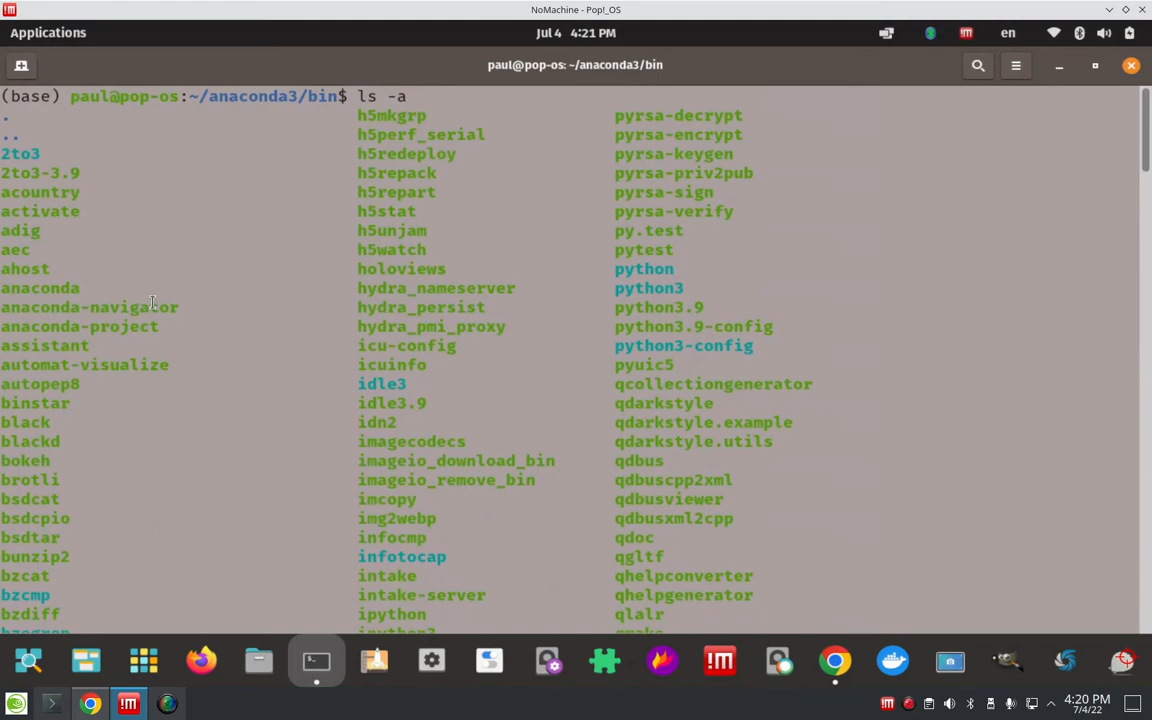 NoMachine - Pop!_OS
Applications
Jul 4 4:21 PM
en
paul@pop-os: ~/anaconda3/bin
(base) paul@pop-os:~/anaconda3/bin$ ls -a
. h5mkgrp pyrsa-decrypt
.. h5perf_serial pyrsa-encrypt
2to3 h5redeploy pyrsa-keygen
2to3-3.9 h5repack pyrsa-priv2pub
acountry h5repart pyrsa-sign
activate h5stat pyrsa-verify
adig h5unjam py.test
aec h5watch pytest
ahost holoviews python
anaconda hydra_nameserver python3
anaconda-navigator hydra_persist python3.9
anaconda-project hydra_pmi_proxy python3.9-config
assistant icu-config python3-config
automat-visualize icuinfo pyuic5
autopep8 idle3 qcollectiongenerator
binstar idle3.9 qdarkstyle
black idn2 qdarkstyle.example
blackd imagecodecs qdarkstyle.utils
bokeh imageio_download_bin qdbus
brotli imageio_remove_bin qdbuscpp2xml
bsdcat imcopy qdbusviewer
bsdcpio img2webp qdbusxml2cpp
bsdtar infocmp qdoc
bunzip2 infotocap qgltf
bzcat intake qhelpconverter
bzcmp intake-server qhelpgenerator
bzdiff ipython qlalr
4:20 PM
7/4/22